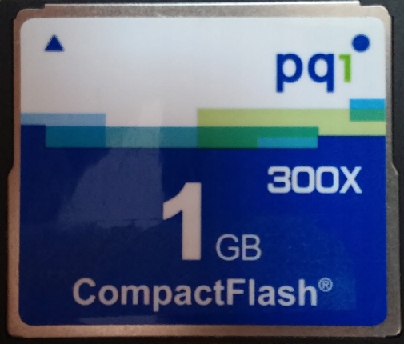 pqi
300X
1 GB
CompactFlash®